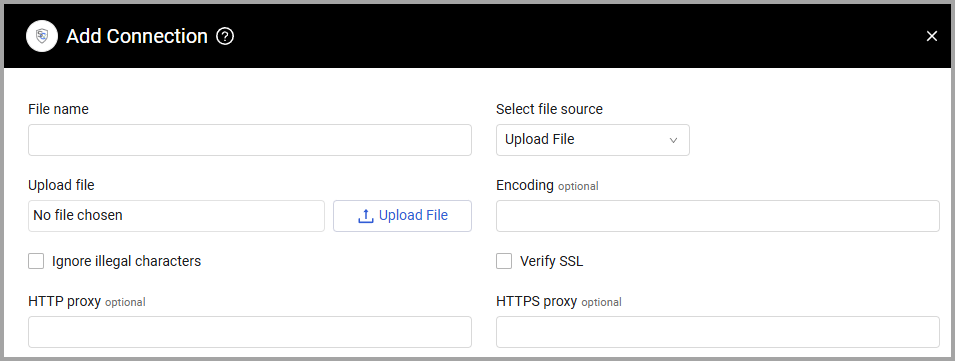 Add Connection ?
File name
Select file source
Upload File
Upload file
Encoding optional
No file chosen
Upload File
Ignore illegal characters
Verify SSL
HTTP proxy optional
HTTPS proxy optional